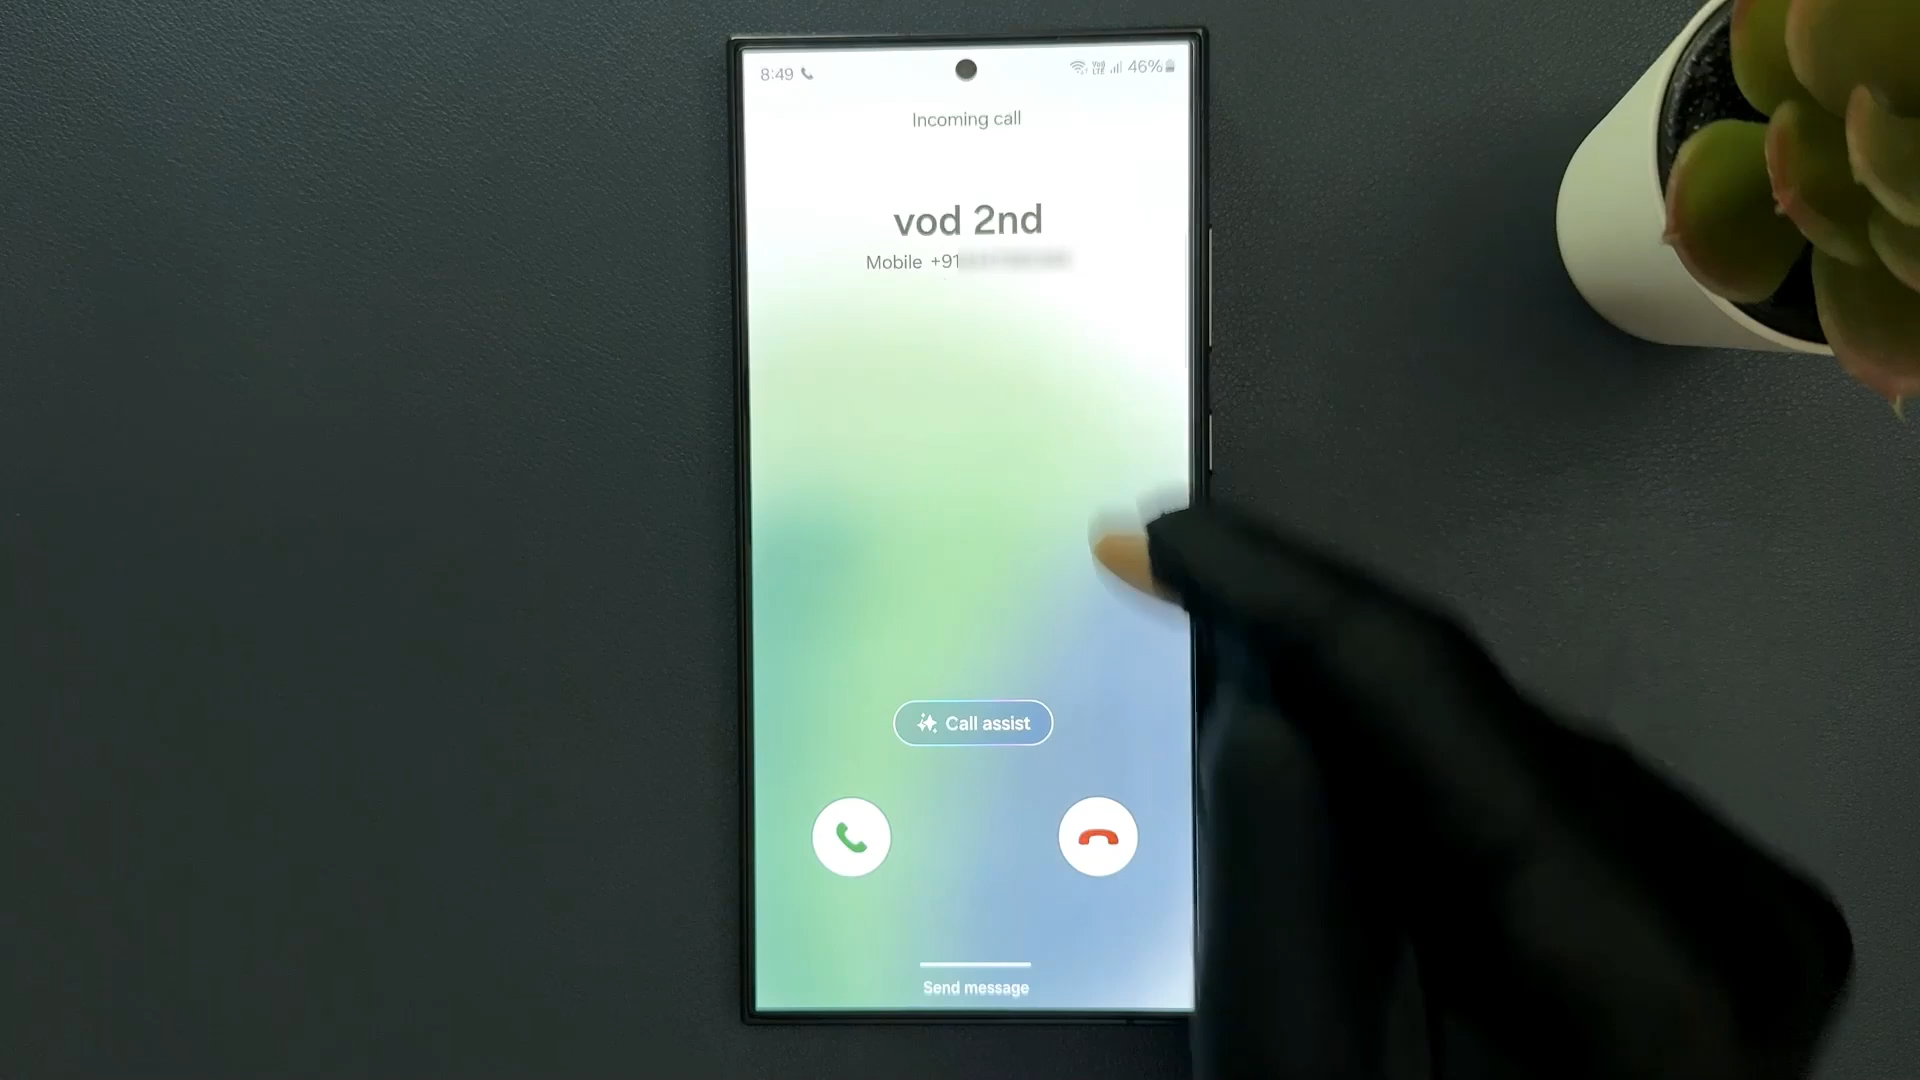 8:49
46%
Incoming call
vod 2nd
Mobile +91
Call assist
Send message